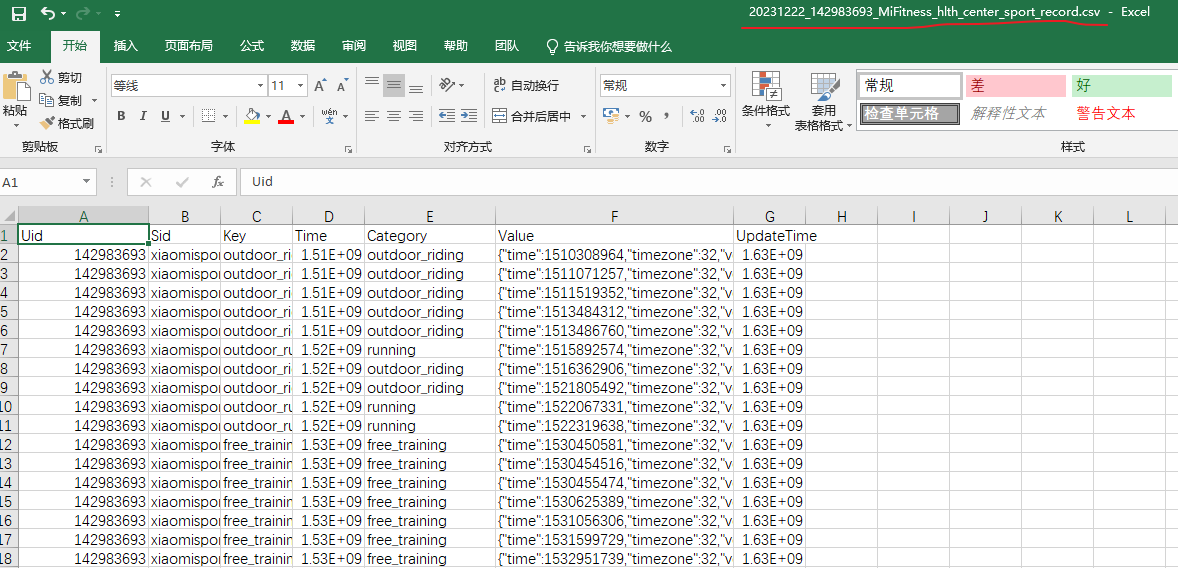 20231222_142983693_MiFitness_hlth_center_sport_record.csv - Excel
文件 开始 插入 页面布局 公式 数据 审阅 视图 帮助 团队 告诉我你想要做什么
粘贴 剪切 复制 格式刷
等线 11 A A
B I U A wén 文
自动换行
合并后居中
常规
% , .00 .0
条件格式 套用 表格格式
常规 差 好
检查单元格 解释性文本 警告文本
剪贴板 字体 对齐方式 数字 样式
A1 fx Uid
A B C D E F G H I J K L
1 Uid Sid Key Time Category Value UpdateTime
2 142983693 xiaomispor outdoor_ri 1.51E+09 outdoor_riding {"time":1510308964,"timezone":32,"v 1.63E+09
3 142983693 xiaomispor outdoor_ri 1.51E+09 outdoor_riding {"time":1511071257,"timezone":32,"v 1.63E+09
4 142983693 xiaomispor outdoor_ri 1.51E+09 outdoor_riding {"time":1511519352,"timezone":32,"v 1.63E+09
5 142983693 xiaomispor outdoor_ri 1.51E+09 outdoor_riding {"time":1513484312,"timezone":32,"v 1.63E+09
6 142983693 xiaomispor outdoor_ri 1.51E+09 outdoor_riding {"time":1513486760,"timezone":32,"v 1.63E+09
7 142983693 xiaomispor outdoor_ru 1.52E+09 running {"time":1515892574,"timezone":32,"v 1.63E+09
8 142983693 xiaomispor outdoor_ri 1.52E+09 outdoor_riding {"time":1516362906,"timezone":32,"v 1.63E+09
9 142983693 xiaomispor outdoor_ri 1.52E+09 outdoor_riding {"time":1521805492,"timezone":32,"v 1.63E+09
10 142983693 xiaomispor outdoor_ru 1.52E+09 running {"time":1522067331,"timezone":32,"v 1.63E+09
11 142983693 xiaomispor outdoor_ru 1.52E+09 running {"time":1522319638,"timezone":32,"v 1.63E+09
12 142983693 xiaomispor free_trainin 1.53E+09 free_training {"time":1530450581,"timezone":32,"v 1.63E+09
13 142983693 xiaomispor free_trainin 1.53E+09 free_training {"time":1530454516,"timezone":32,"v 1.63E+09
14 142983693 xiaomispor free_trainin 1.53E+09 free_training {"time":1530455474,"timezone":32,"v 1.63E+09
15 142983693 xiaomispor free_trainin 1.53E+09 free_training {"time":1530625389,"timezone":32,"v 1.63E+09
16 142983693 xiaomispor free_trainin 1.53E+09 free_training {"time":1531056306,"timezone":32,"v 1.63E+09
17 142983693 xiaomispor free_trainin 1.53E+09 free_training {"time":1531599729,"timezone":32,"v 1.63E+09
18 142983693 xiaomispor free_trainin 1.53E+09 free_training {"time":1532951739,"timezone":32,"v 1.63E+09